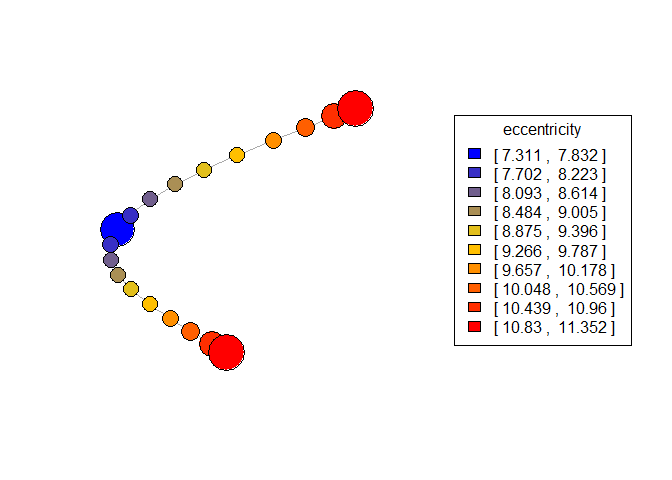 eccentricity
[ 7.311 , 7.832 ]
[ 7.702 , 8.223 ]
[ 8.093 , 8.614 ]
[ 8.484 , 9.005 ]
[ 8.875 , 9.396 ]
[ 9.266 , 9.787 ]
[ 9.657 , 10.178 ]
[ 10.048 , 10.569 ]
[ 10.439 , 10.96 ]
[ 10.83 , 11.352 ]